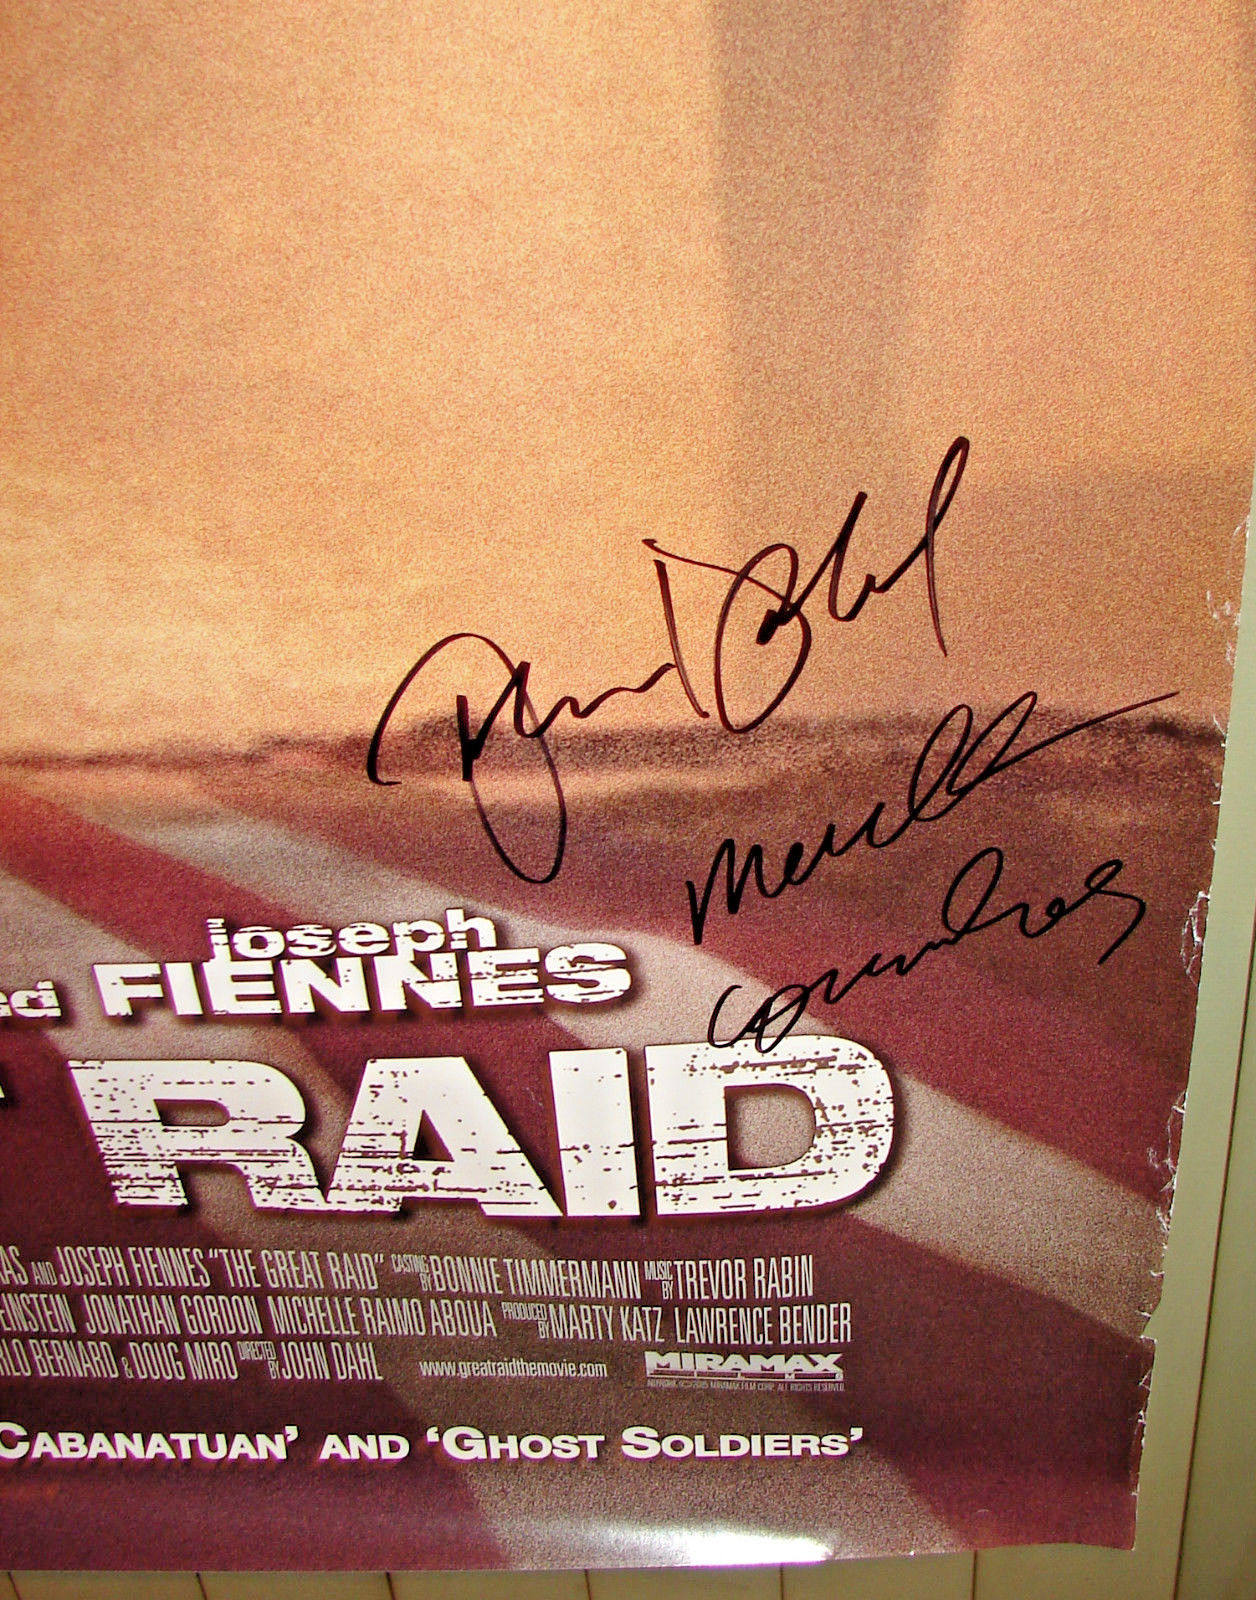 joseph
ed FIENNES
RAID
AS AND JOSEPH FIENNES "THE GREAT RAID" CASTING BY BONNIE TIMMERMANN MUSIC BY TREVOR RABIN
ENSTEIN JONATHAN GORDON MICHELLE RAIMO ABOUA PRODUCED BY MARTY KATZ LAWRENCE BENDER
RLO BERNARD & DOUG MIRO DIRECTED BY JOHN DAHL www.greatraidthemovie.com MIRAMAX
CABANATUAN' AND 'GHOST SOLDIERS'